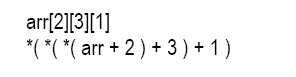 arr[2][3][1]
*( *( *( arr + 2 ) + 3 ) + 1 )